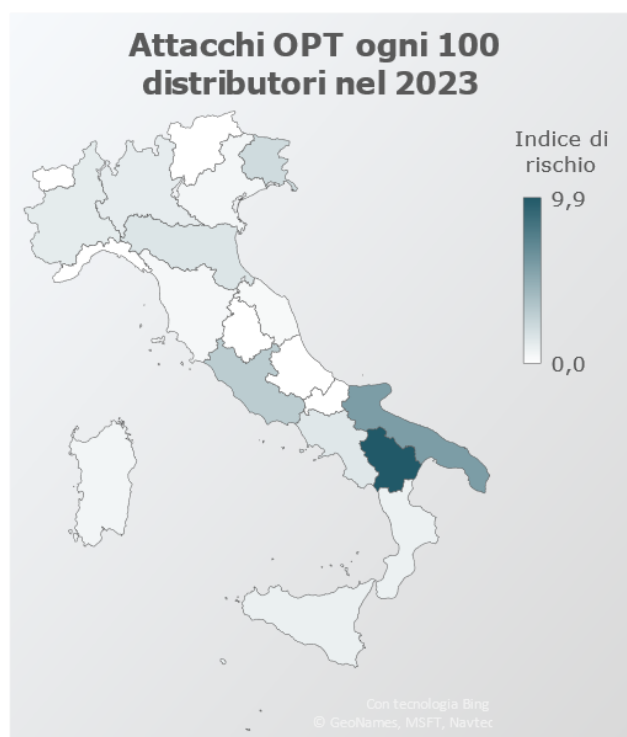 Attacchi OPT ogni 100
distributori nel 2023
Indice di
rischio
9,9
0,0
Con tecnologia Bing
© GeoNames, MSFT, Navtec